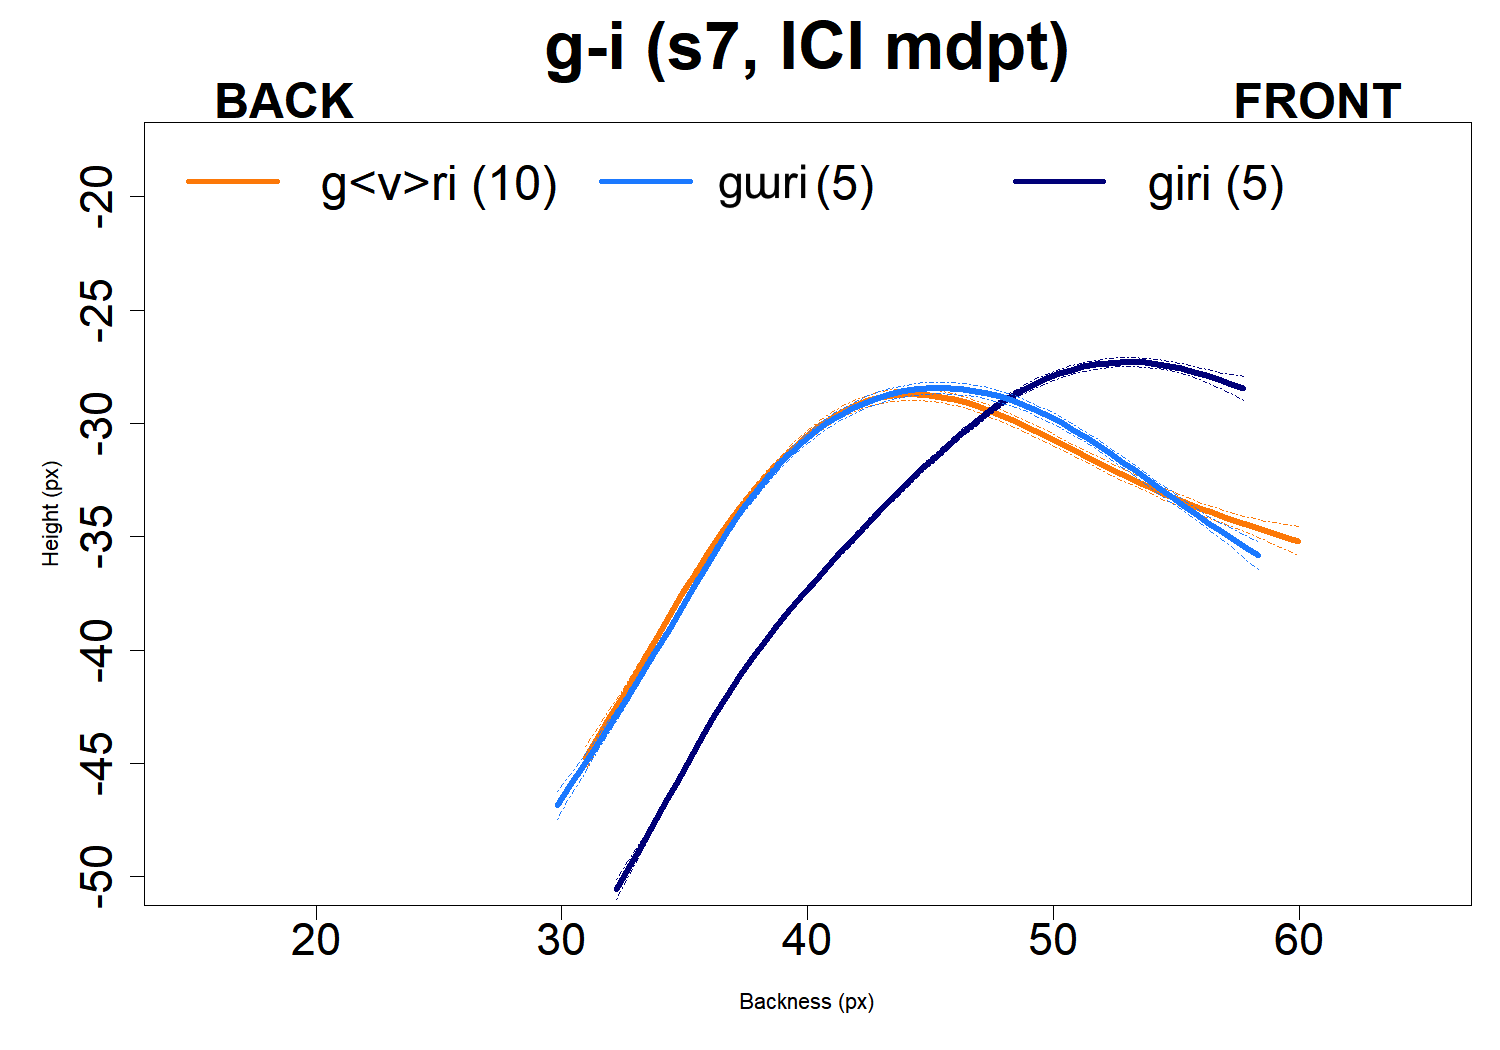 g-i (s7, ICI mdpt)
BACK FRONT
g<v>ri (10) gɯri (5) giri (5)
-20
-25
-30
-35
-40
-45
-50
Height (px)
20 30 40 50 60
Backness (px)